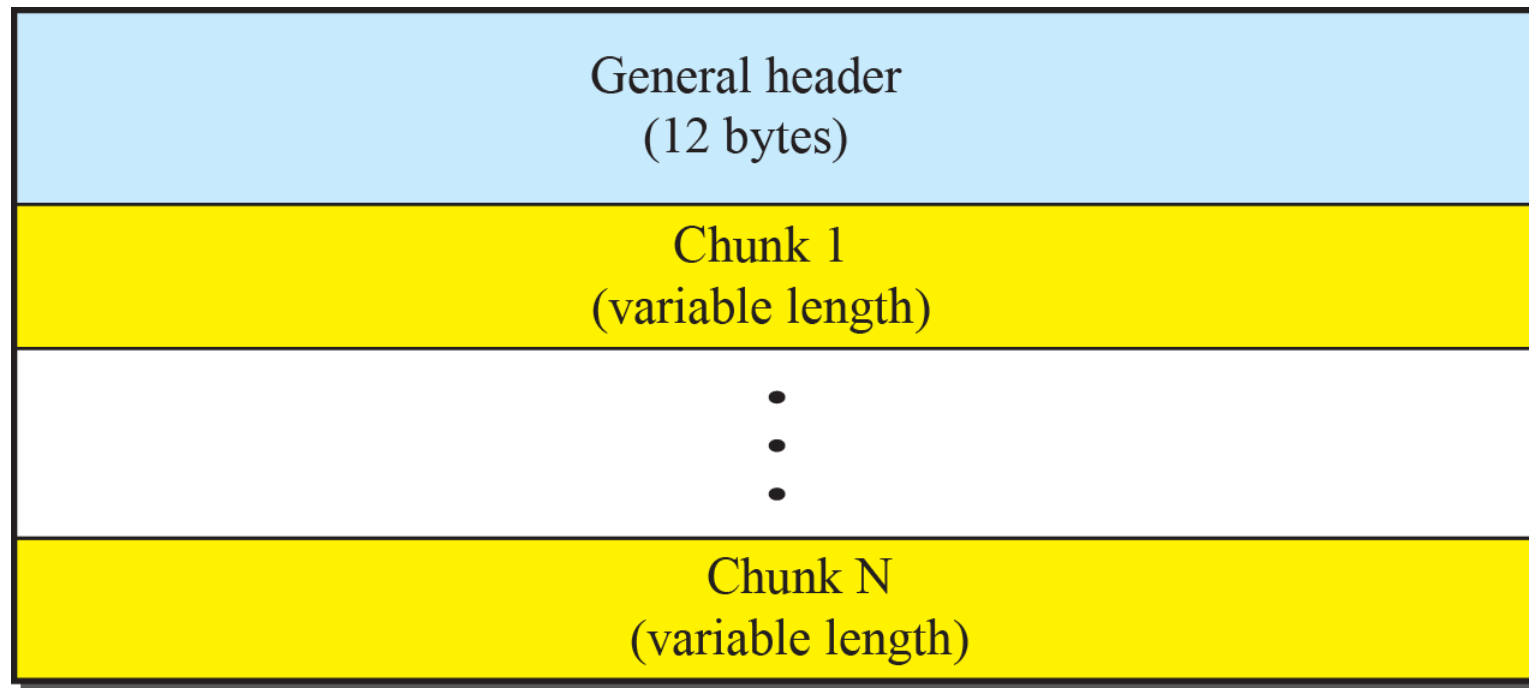 General header
(12 bytes)
Chunk 1
(variable length)
Chunk N
(variable length)